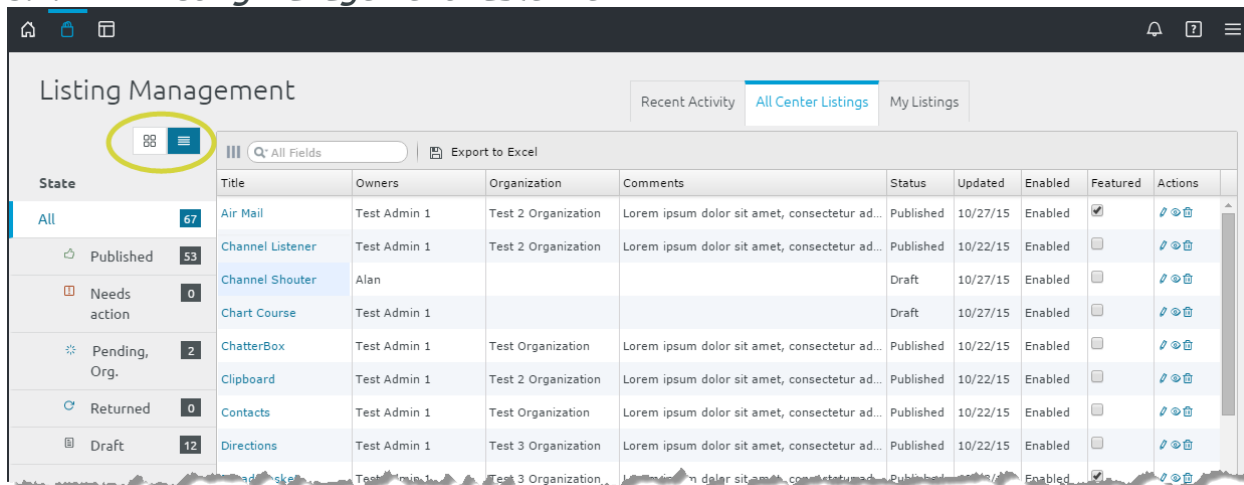 Listing Management
Recent Activity All Center Listings My Listings
All Fields Export to Excel
State
All 67
Published 53
Needs action 0
Pending, Org. 2
Returned 0
Draft 12
Title Owners Organization Comments Status Updated Enabled Featured Actions
Air Mail Test Admin 1 Test 2 Organization Lorem ipsum dolor sit amet, consectetur ad... Published 10/27/15 Enabled
Channel Listener Test Admin 1 Test 2 Organization Lorem ipsum dolor sit amet, consectetur ad... Published 10/22/15 Enabled
Channel Shouter Alan Draft 10/27/15 Enabled
Chart Course Test Admin 1 Draft 10/27/15 Enabled
ChatterBox Test Admin 1 Test Organization Lorem ipsum dolor sit amet, consectetur ad... Published 10/22/15 Enabled
Clipboard Test Admin 1 Test 2 Organization Lorem ipsum dolor sit amet, consectetur ad... Published 10/22/15 Enabled
Contacts Test Admin 1 Test Organization Lorem ipsum dolor sit amet, consectetur ad... Published 10/22/15 Enabled
Directions Test Admin 1 Test 3 Organization Lorem ipsum dolor sit amet, consectetur ad... Published 10/22/15 Enabled
Test 3 Organization Enabled